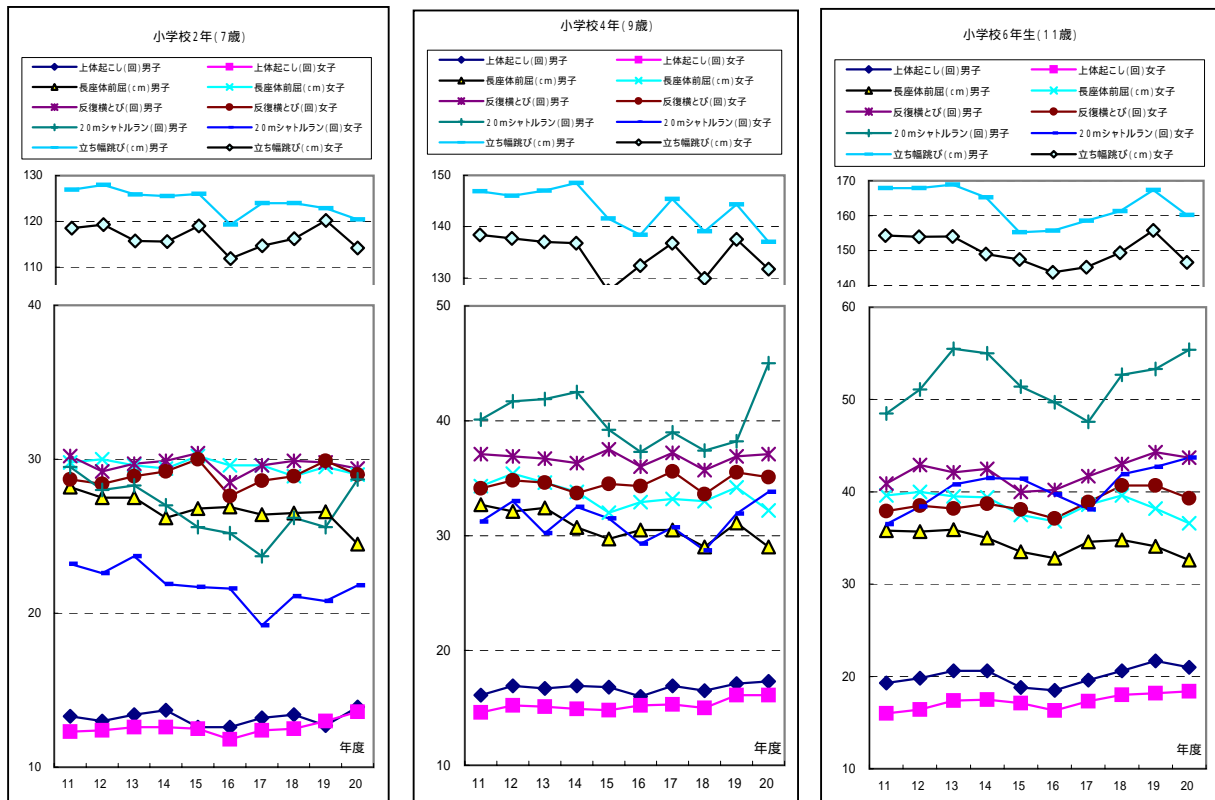 小学校2年(7歳)
上体起こし(回)男子 上体起こし(回)女子
長座体前屈(cm)男子 長座体前屈(cm)女子
反復横とび(回)男子 反復横とび(回)女子
20mシャトルラン(回)男子 20mシャトルラン(回)女子
立ち幅跳び(cm)男子 立ち幅跳び(cm)女子
130
120
110
40
30
20
10
年度
11 12 13 14 15 16 17 18 19 20
小学校4年(9歳)
上体起こし(回)男子 上体起こし(回)女子
長座体前屈(cm)男子 長座体前屈(cm)女子
反復横とび(回)男子 反復横とび(回)女子
20mシャトルラン(回)男子 20mシャトルラン(回)女子
立ち幅跳び(cm)男子 立ち幅跳び(cm)女子
150
140
130
50
40
30
20
10
年度
11 12 13 14 15 16 17 18 19 20
小学校6年生(11歳)
上体起こし(回)男子 上体起こし(回)女子
長座体前屈(cm)男子 長座体前屈(cm)女子
反復横とび(回)男子 反復横とび(回)女子
20mシャトルラン(回)男子 20mシャトルラン(回)女子
立ち幅跳び(cm)男子 立ち幅跳び(cm)女子
170
160
150
140
60
50
40
30
20
10
年度
11 12 13 14 15 16 17 18 19 20